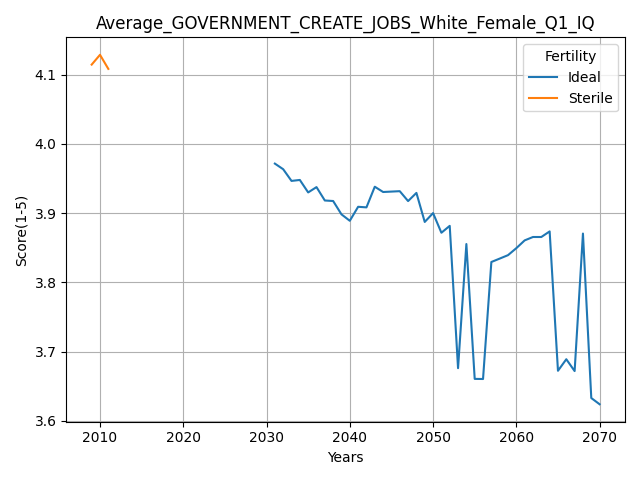 Average_GOVERNMENT_CREATE_JOBS_White_Female_Q1_IQ
Fertility
Ideal
Sterile
Score(1-5)
4.1
4.0
3.9
3.8
3.7
3.6
2010 2020 2030 2040 2050 2060 2070
Years